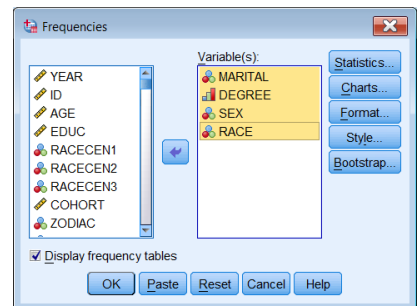 Frequencies
Variable(s):
YEAR
ID
AGE
EDUC
RACECEN1
RACECEN2
RACECEN3
COHORT
ZODIAC
MARITAL
DEGREE
SEX
RACE
Statistics...
Charts...
Format...
Style...
Bootstrap...
Display frequency tables
OK Paste Reset Cancel Help